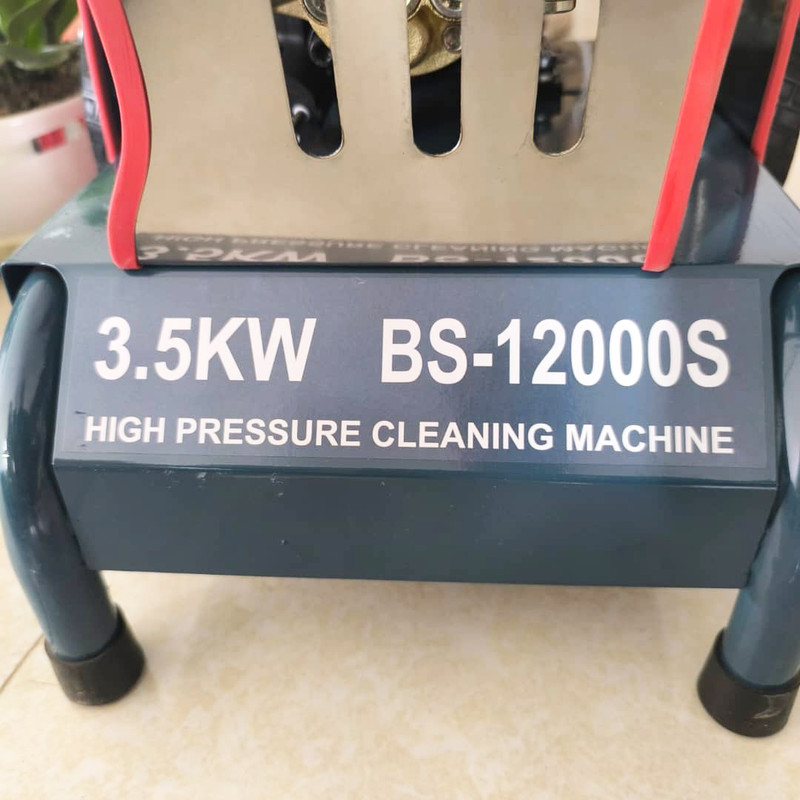 3.5KW BS-12000S
HIGH PRESSURE CLEANING MACHINE